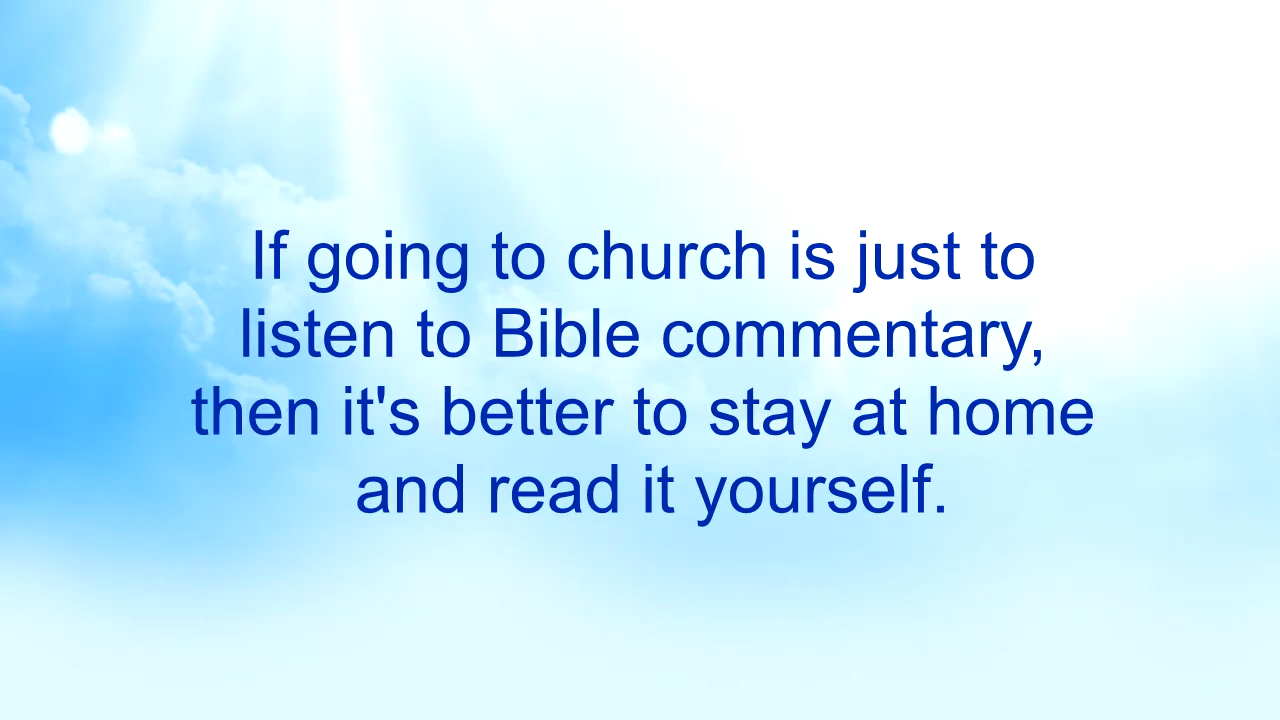 If going to church is just to
listen to Bible commentary,
then it's better to stay at home
and read it yourself.